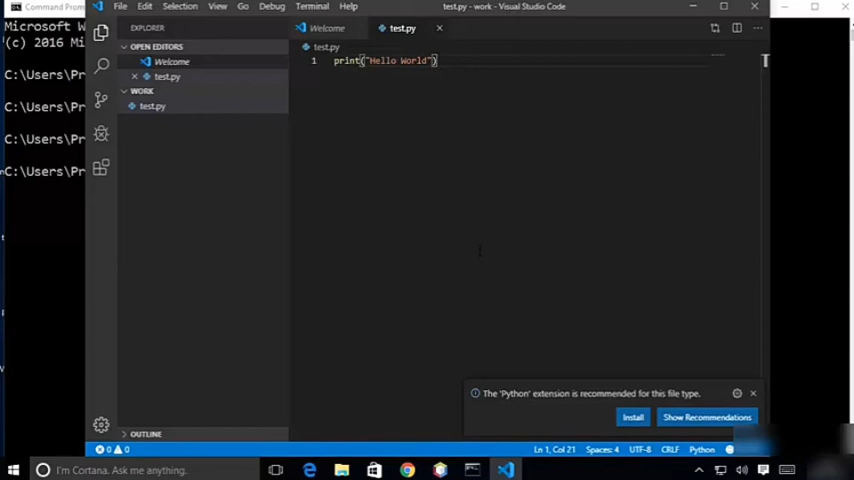 Command Promp
test.py - work - Visual Studio Code
File Edit Selection View Go Debug Terminal Help
Microsoft W
(c) 2016 Mi
C:\Users\Pr
C:\Users\Pr
C:\Users\Pr
C:\Users\Pr
EXPLORER
OPEN EDITORS
Welcome
test.py
WORK
test.py
OUTLINE
Welcome test.py
test.py
1 print("Hello World")
The 'Python' extension is recommended for this file type.
Install Show Recommendations
0 0 Ln 1, Col 21 Spaces: 4 UTF-8 CRLF Python
I'm Cortana. Ask me anything.